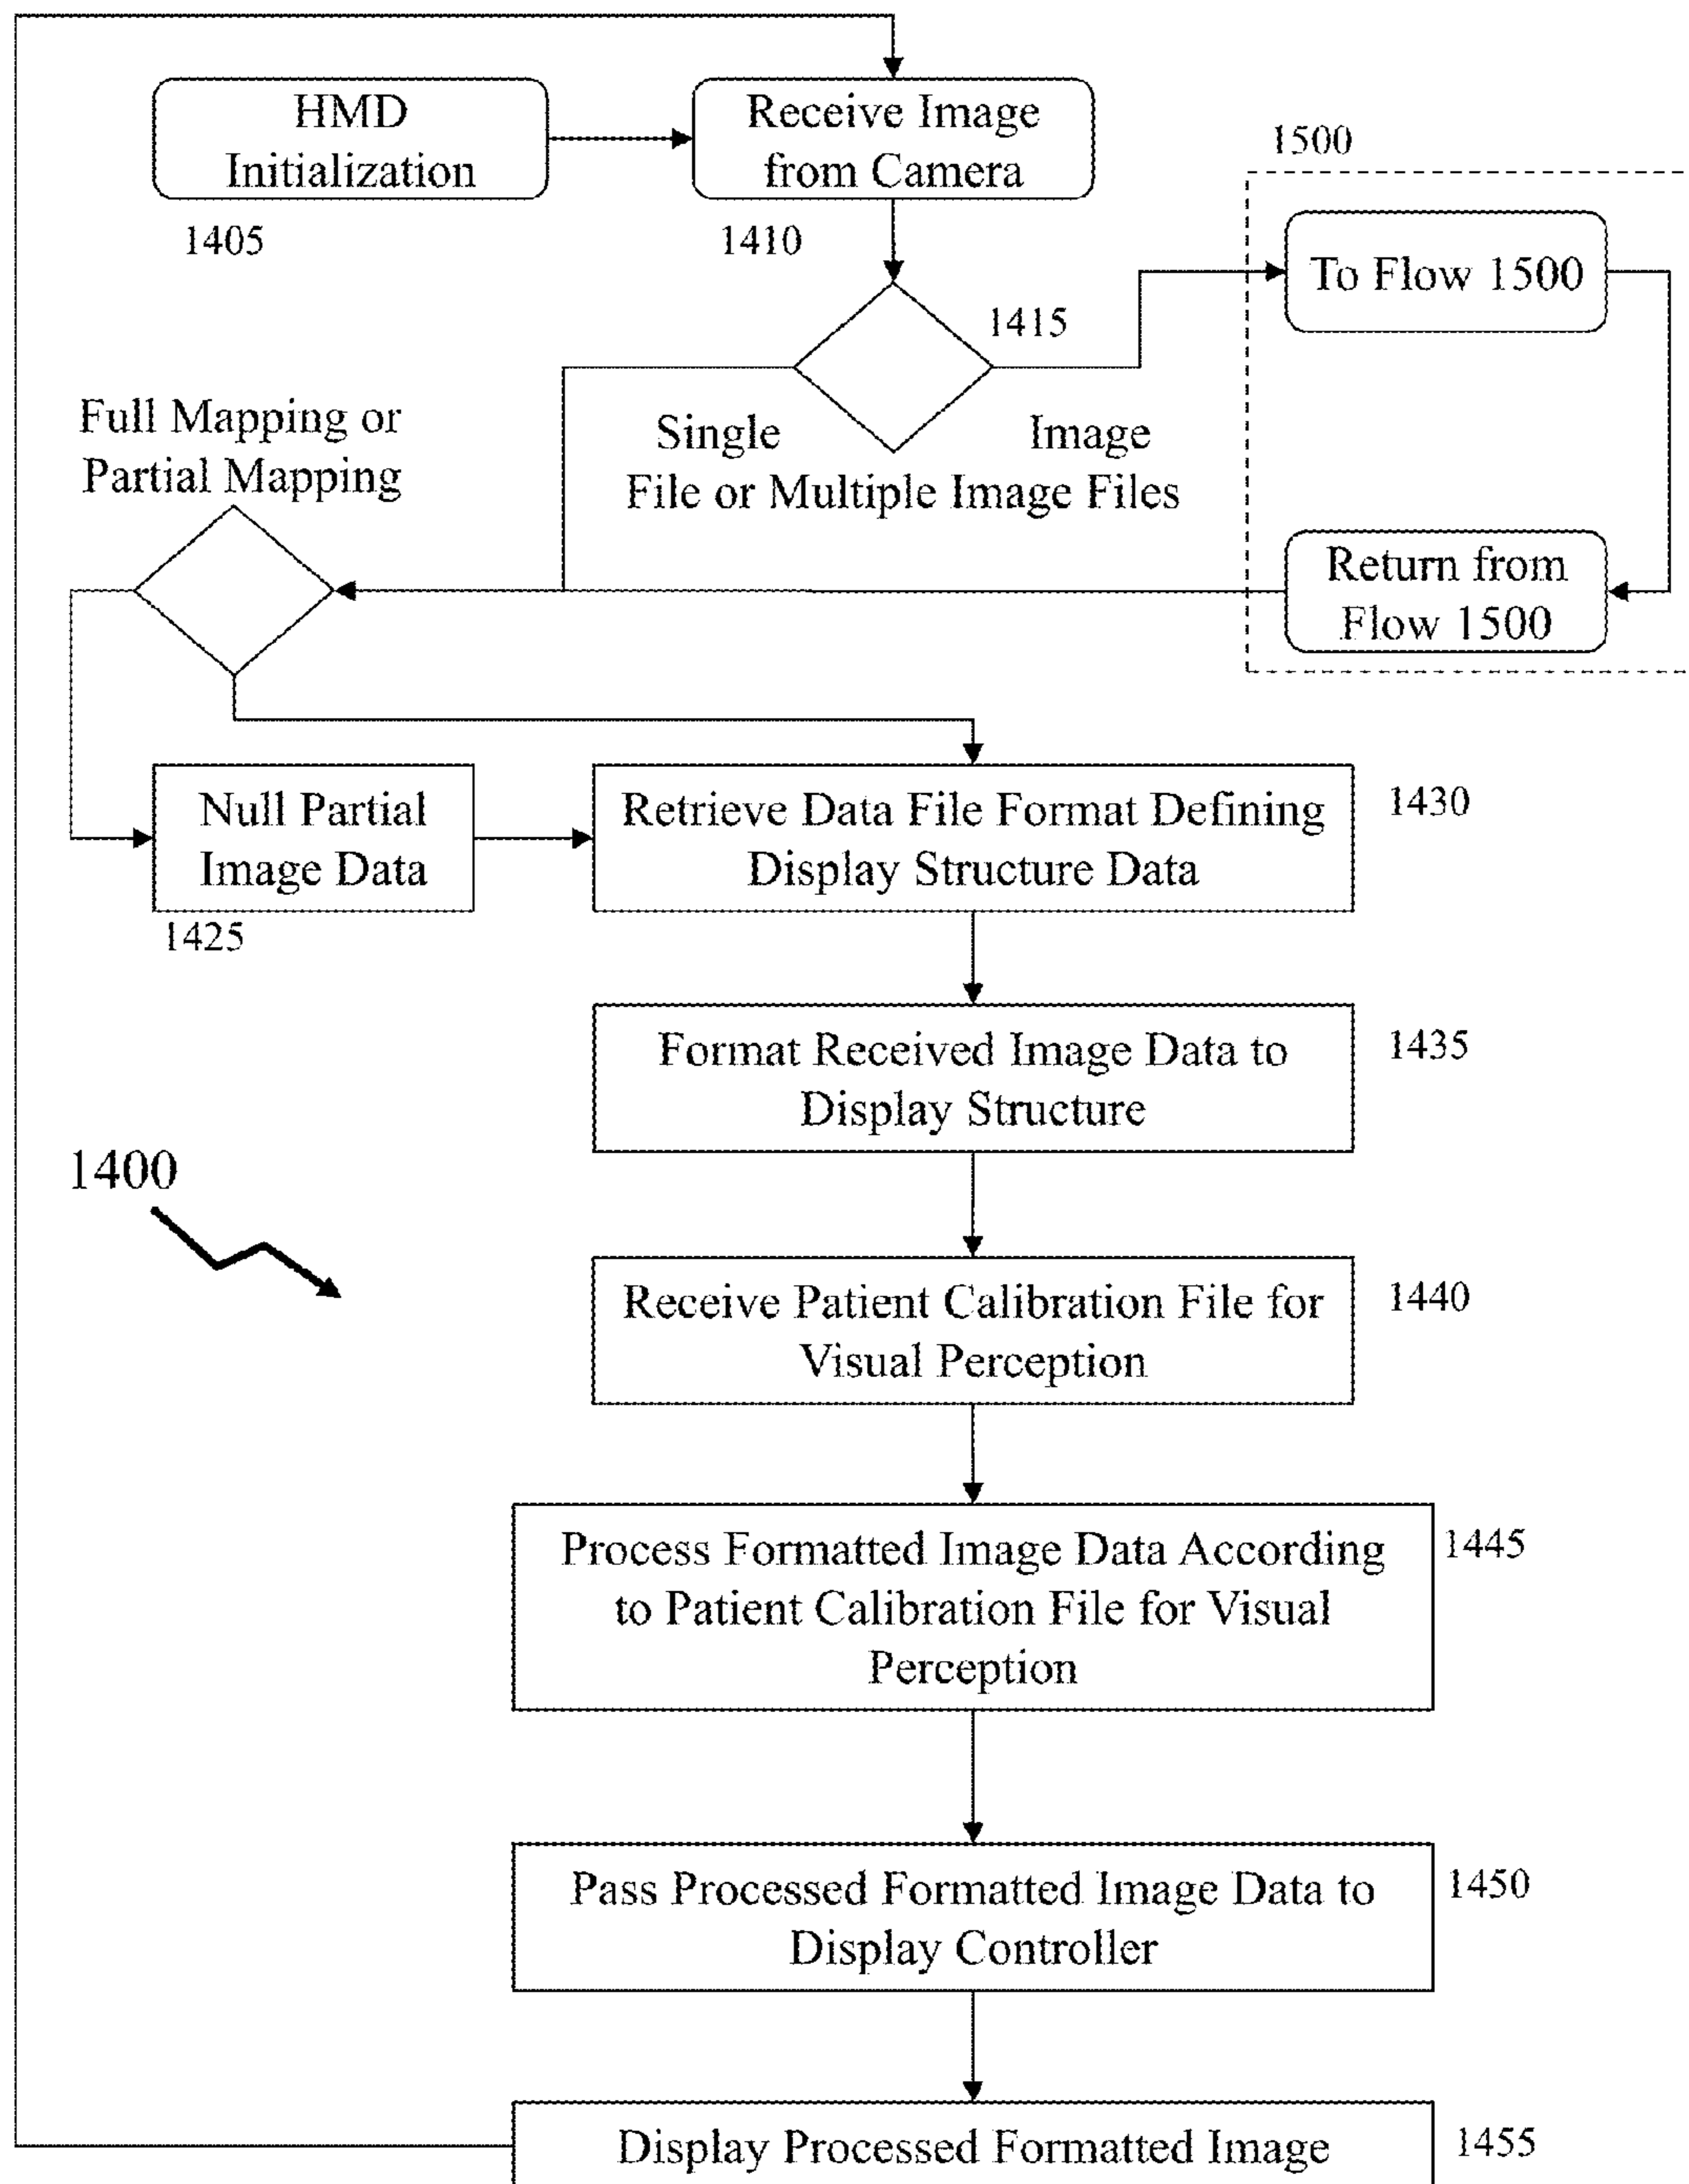 HMD
Initialization
1405
Receive Image
from Camera
1410
1500
To Flow 1500
1415
Single Image
File or Multiple Image Files
Full Mapping or
Partial Mapping
Return from
Flow 1500
Null Partial
Image Data
1425
Retrieve Data File Format Defining
Display Structure Data
1430
Format Received Image Data to
Display Structure
1435
1400
Receive Patient Calibration File for
Visual Perception
1440
Process Formatted Image Data According
to Patient Calibration File for Visual
Perception
1445
Pass Processed Formatted Image Data to
Display Controller
1450
Display Processed Formatted Image
1455